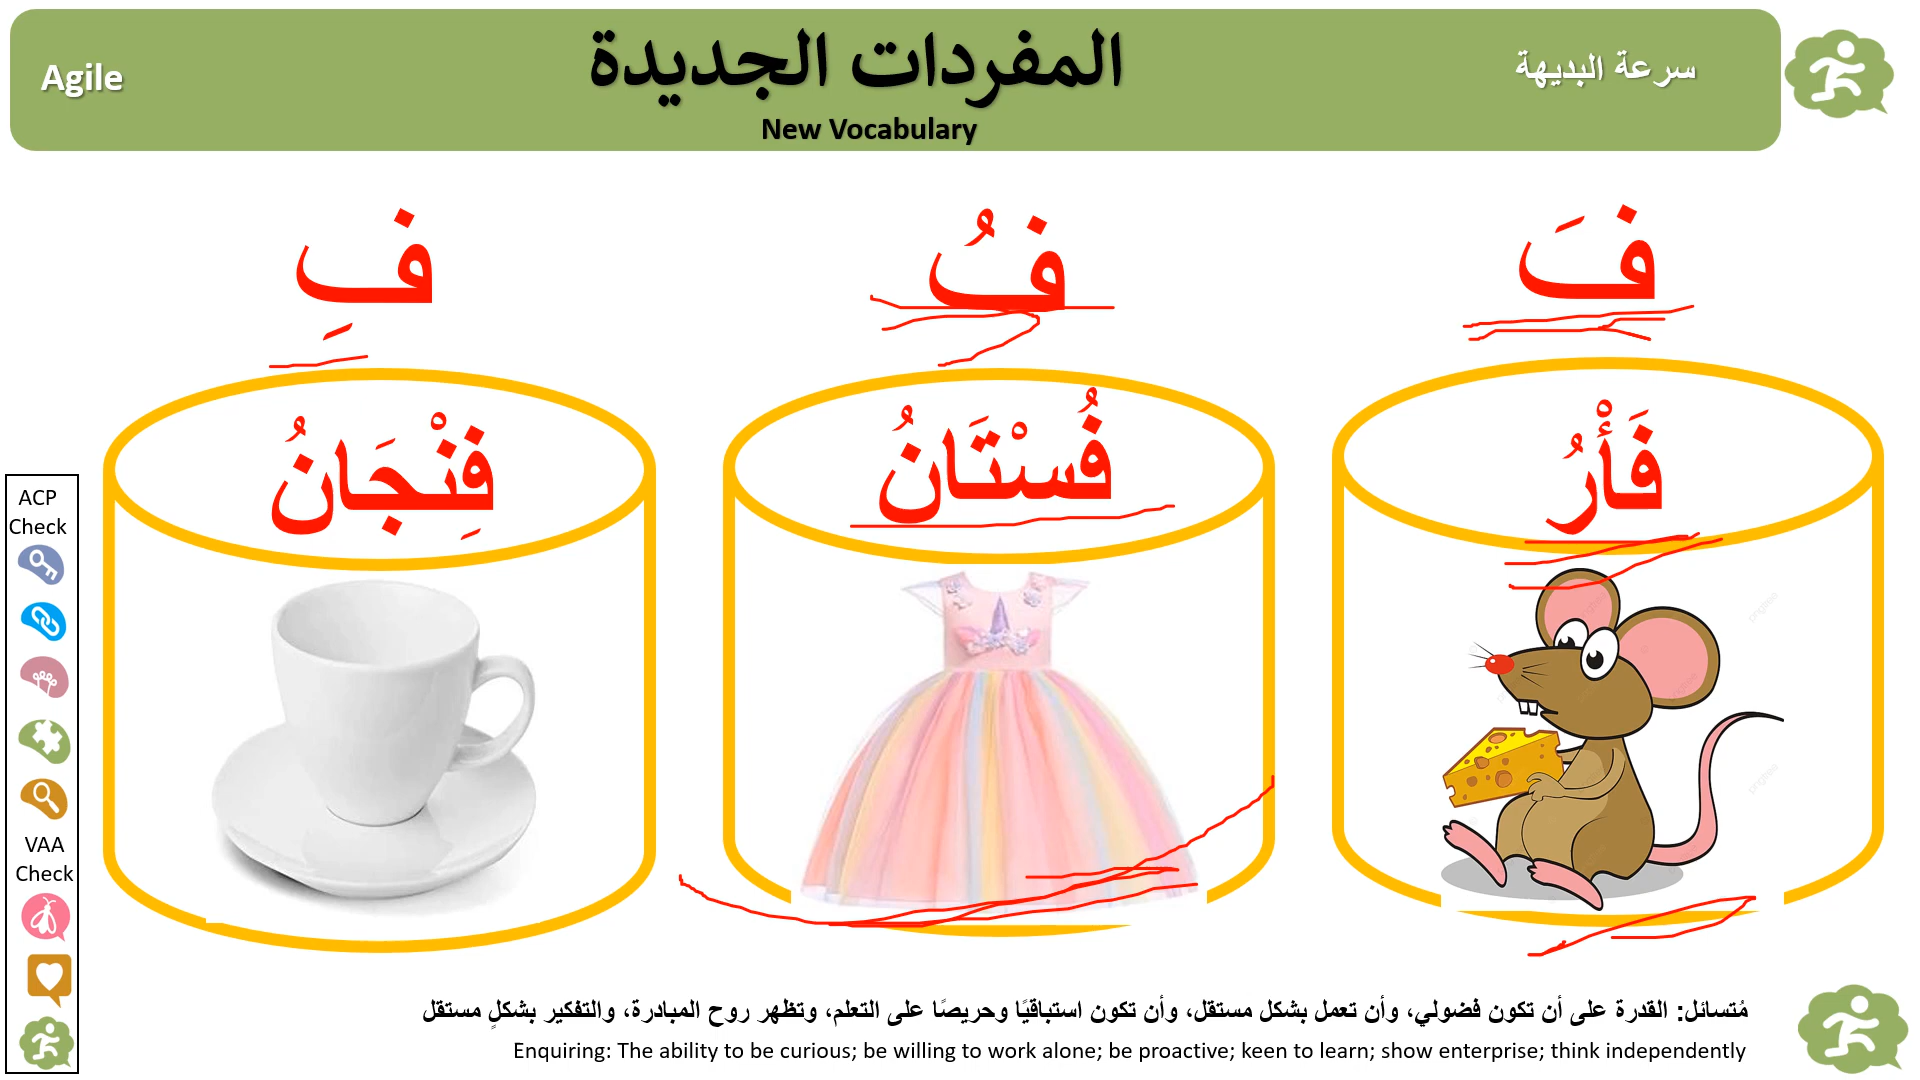 Agile
المفردات الجديدة
سرعة البديهة
New Vocabulary
فَ
فُ
فِ
فَأْرُ
فُسْتَانُ
فِنْجَانُ
ACP
Check
VAA
Check
مُتسائل: القدرة على أن تكون فضولي، وأن تعمل بشكل مستقل، وأن تكون استباقيًا وحريصًا على التعلم، وتظهر روح المبادرة، والتفكير بشكلٍ مستقل
Enquiring: The ability to be curious; be willing to work alone; be proactive; keen to learn; show enterprise; think independently